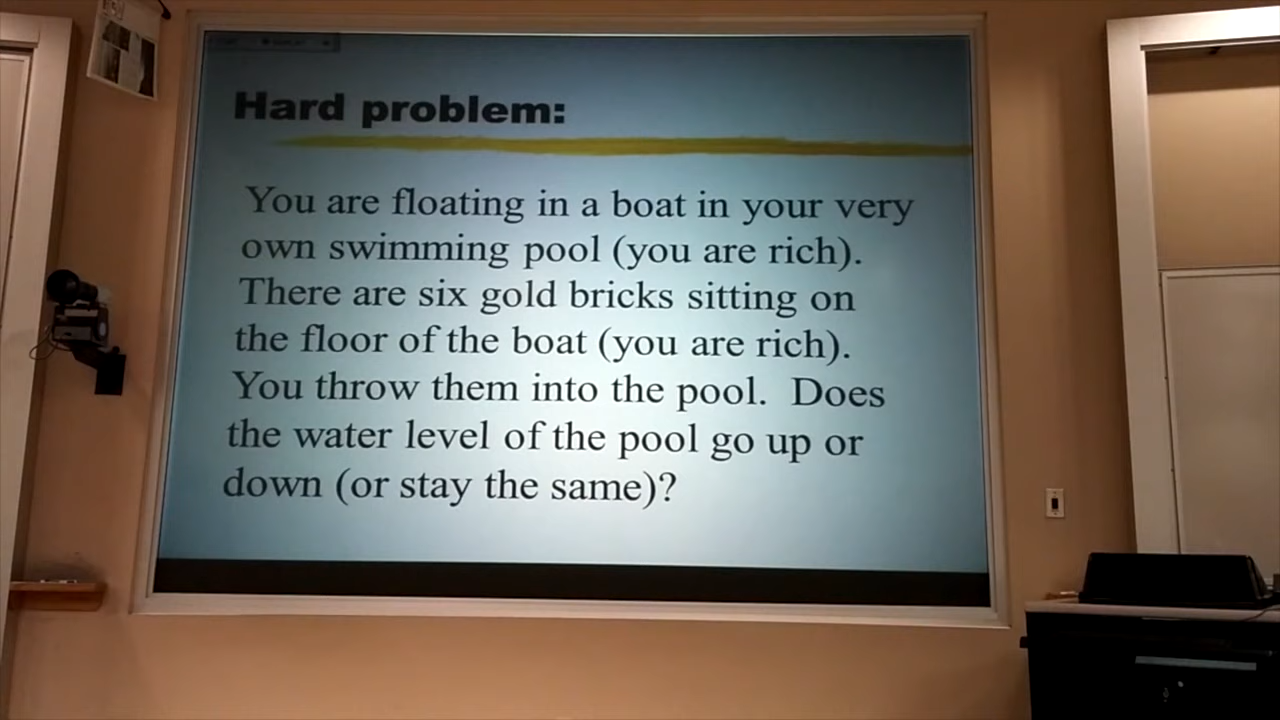 Hard problem:
You are floating in a boat in your very
own swimming pool (you are rich).
There are six gold bricks sitting on
the floor of the boat (you are rich).
You throw them into the pool.  Does
the water level of the pool go up or
down (or stay the same)?